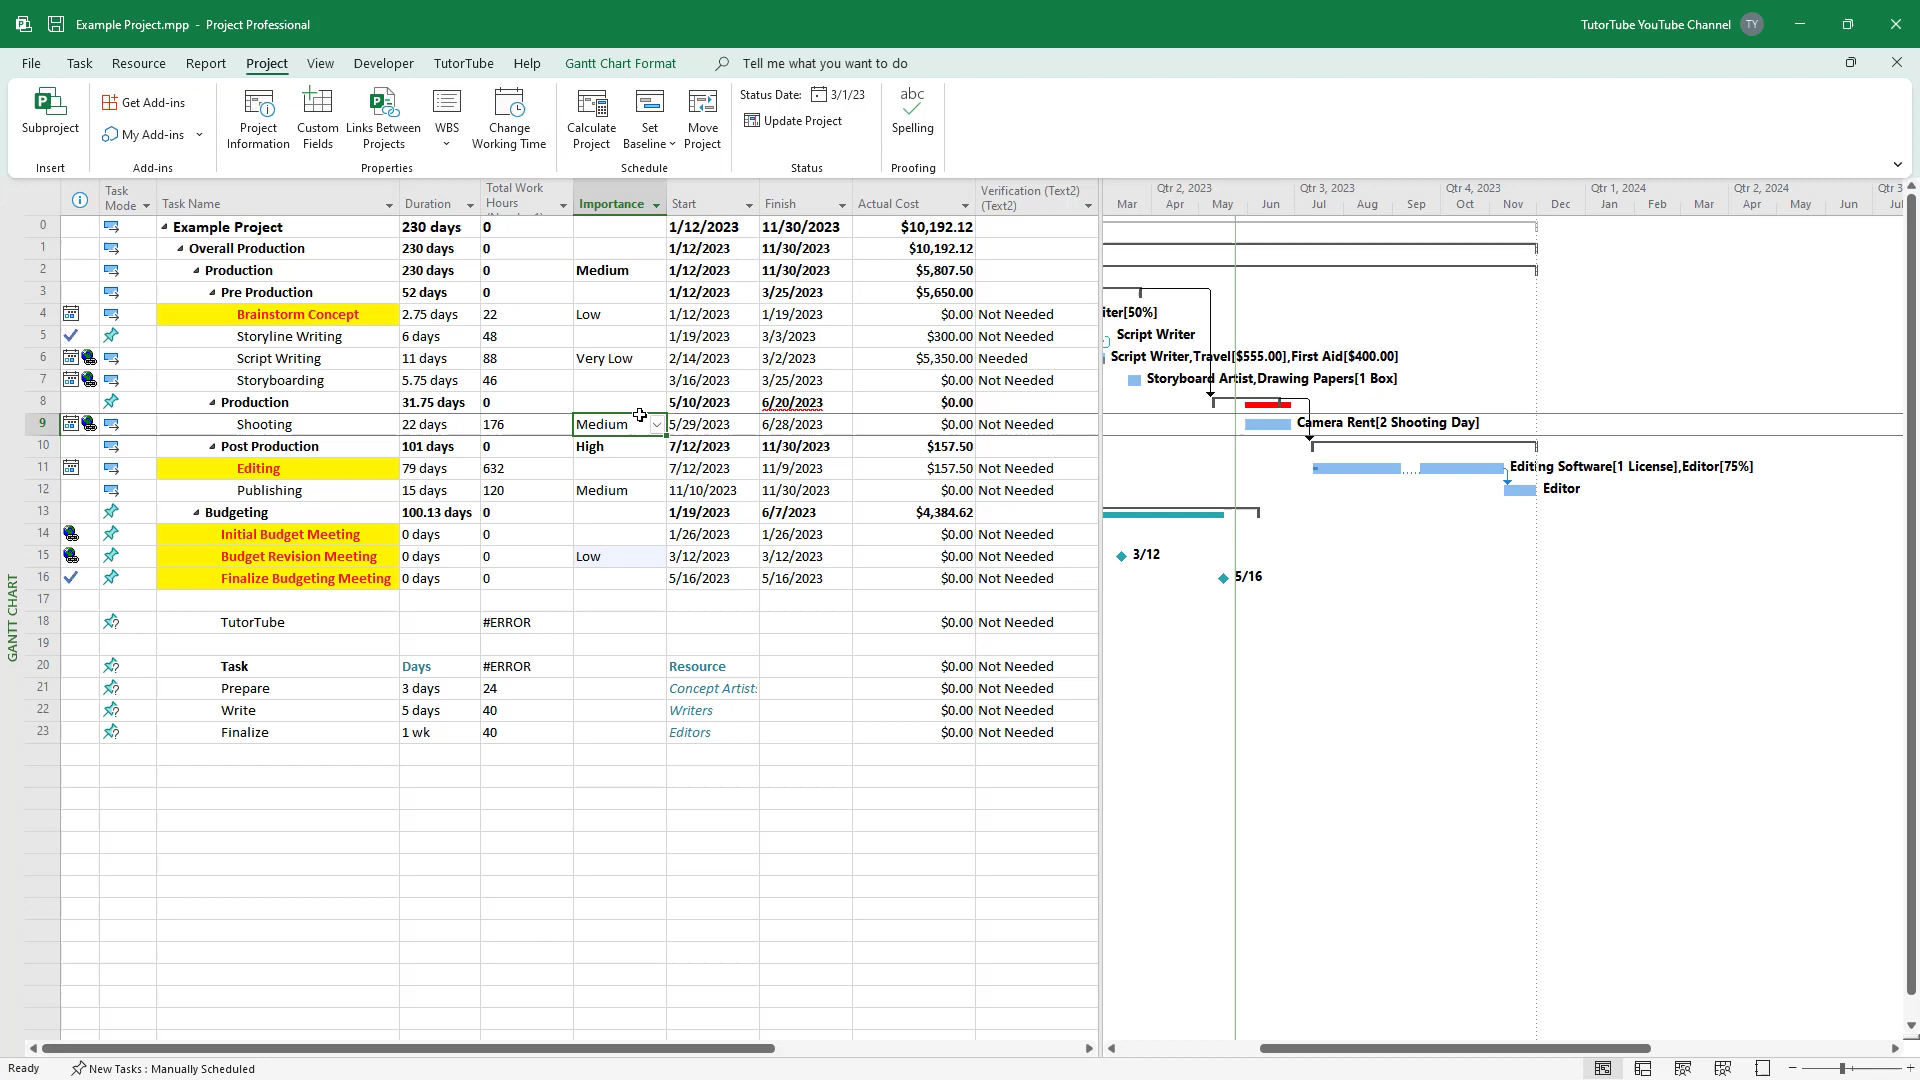 Example Project.mpp - Project Professional
TutorTube YouTube Channel TY
File Task Resource Report Project View Developer TutorTube Help Gantt Chart Format Tell me what you want to do
Subproject
Insert
Get Add-ins
My Add-ins
Add-ins
Project Information
Custom Fields
Links Between Projects
WBS
Change Working Time
Properties
Calculate Project
Set Baseline
Move Project
Schedule
Status Date: 3/1/23
Update Project
Status
abc
Spelling
Proofing
Task Mode Task Name Duration Total Work Hours Importance Start Finish Actual Cost Verification (Text2) (Text2)
Qtr 2, 2023 Qtr 3, 2023 Qtr 4, 2023 Qtr 1, 2024 Qtr 2, 2024 Qtr 3
Mar Apr May Jun Jul Aug Sep Oct Nov Dec Jan Feb Mar Apr May Jun Jul
0 Example Project 230 days 0 1/12/2023 11/30/2023 $10,192.12
1 Overall Production 230 days 0 1/12/2023 11/30/2023 $10,192.12
2 Production 230 days 0 Medium 1/12/2023 11/30/2023 $5,807.50
3 Pre Production 52 days 0 1/12/2023 3/25/2023 $5,650.00
4 Brainstorm Concept 2.75 days 22 Low 1/12/2023 1/19/2023 $0.00 Not Needed iter[50%]
5 Storyline Writing 6 days 48 1/19/2023 3/3/2023 $300.00 Not Needed Script Writer
6 Script Writing 11 days 88 Very Low 2/14/2023 3/2/2023 $5,350.00 Needed Script Writer,Travel[$555.00],First Aid[$400.00]
7 Storyboarding 5.75 days 46 3/16/2023 3/25/2023 $0.00 Not Needed Storyboard Artist,Drawing Papers[1 Box]
8 Production 31.75 days 0 5/10/2023 6/20/2023 $0.00
9 Shooting 22 days 176 Medium 5/29/2023 6/28/2023 $0.00 Not Needed Camera Rent[2 Shooting Day]
10 Post Production 101 days 0 High 7/12/2023 11/30/2023 $157.50
11 Editing 79 days 632 7/12/2023 11/9/2023 $157.50 Not Needed Editing Software[1 License],Editor[75%]
12 Publishing 15 days 120 Medium 11/10/2023 11/30/2023 $0.00 Not Needed Editor
13 Budgeting 100.13 days 0 1/19/2023 6/7/2023 $4,384.62
14 Initial Budget Meeting 0 days 0 1/26/2023 1/26/2023 $0.00 Not Needed
15 Budget Revision Meeting 0 days 0 Low 3/12/2023 3/12/2023 $0.00 Not Needed 3/12
16 Finalize Budgeting Meeting 0 days 0 5/16/2023 5/16/2023 $0.00 Not Needed 5/16
17
18 TutorTube #ERROR $0.00 Not Needed
19
20 Task Days #ERROR Resource $0.00 Not Needed
21 Prepare 3 days 24 Concept Artist: $0.00 Not Needed
22 Write 5 days 40 Writers $0.00 Not Needed
23 Finalize 1 wk 40 Editors $0.00 Not Needed
GANTT CHART
Ready New Tasks : Manually Scheduled